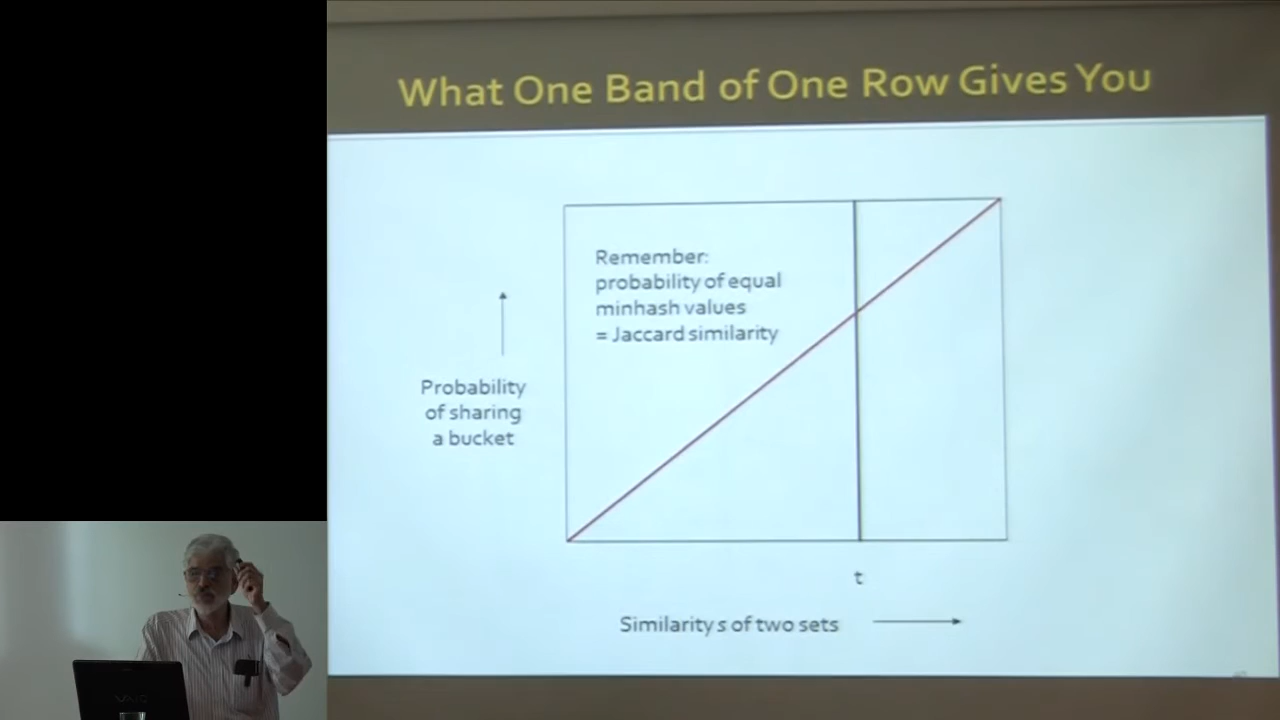 What One Band of One Row Gives You
Remember:
probability of equal
minhash values
= Jaccard similarity
Probability
of sharing
a bucket
t
Similarity s of two sets
VAIO